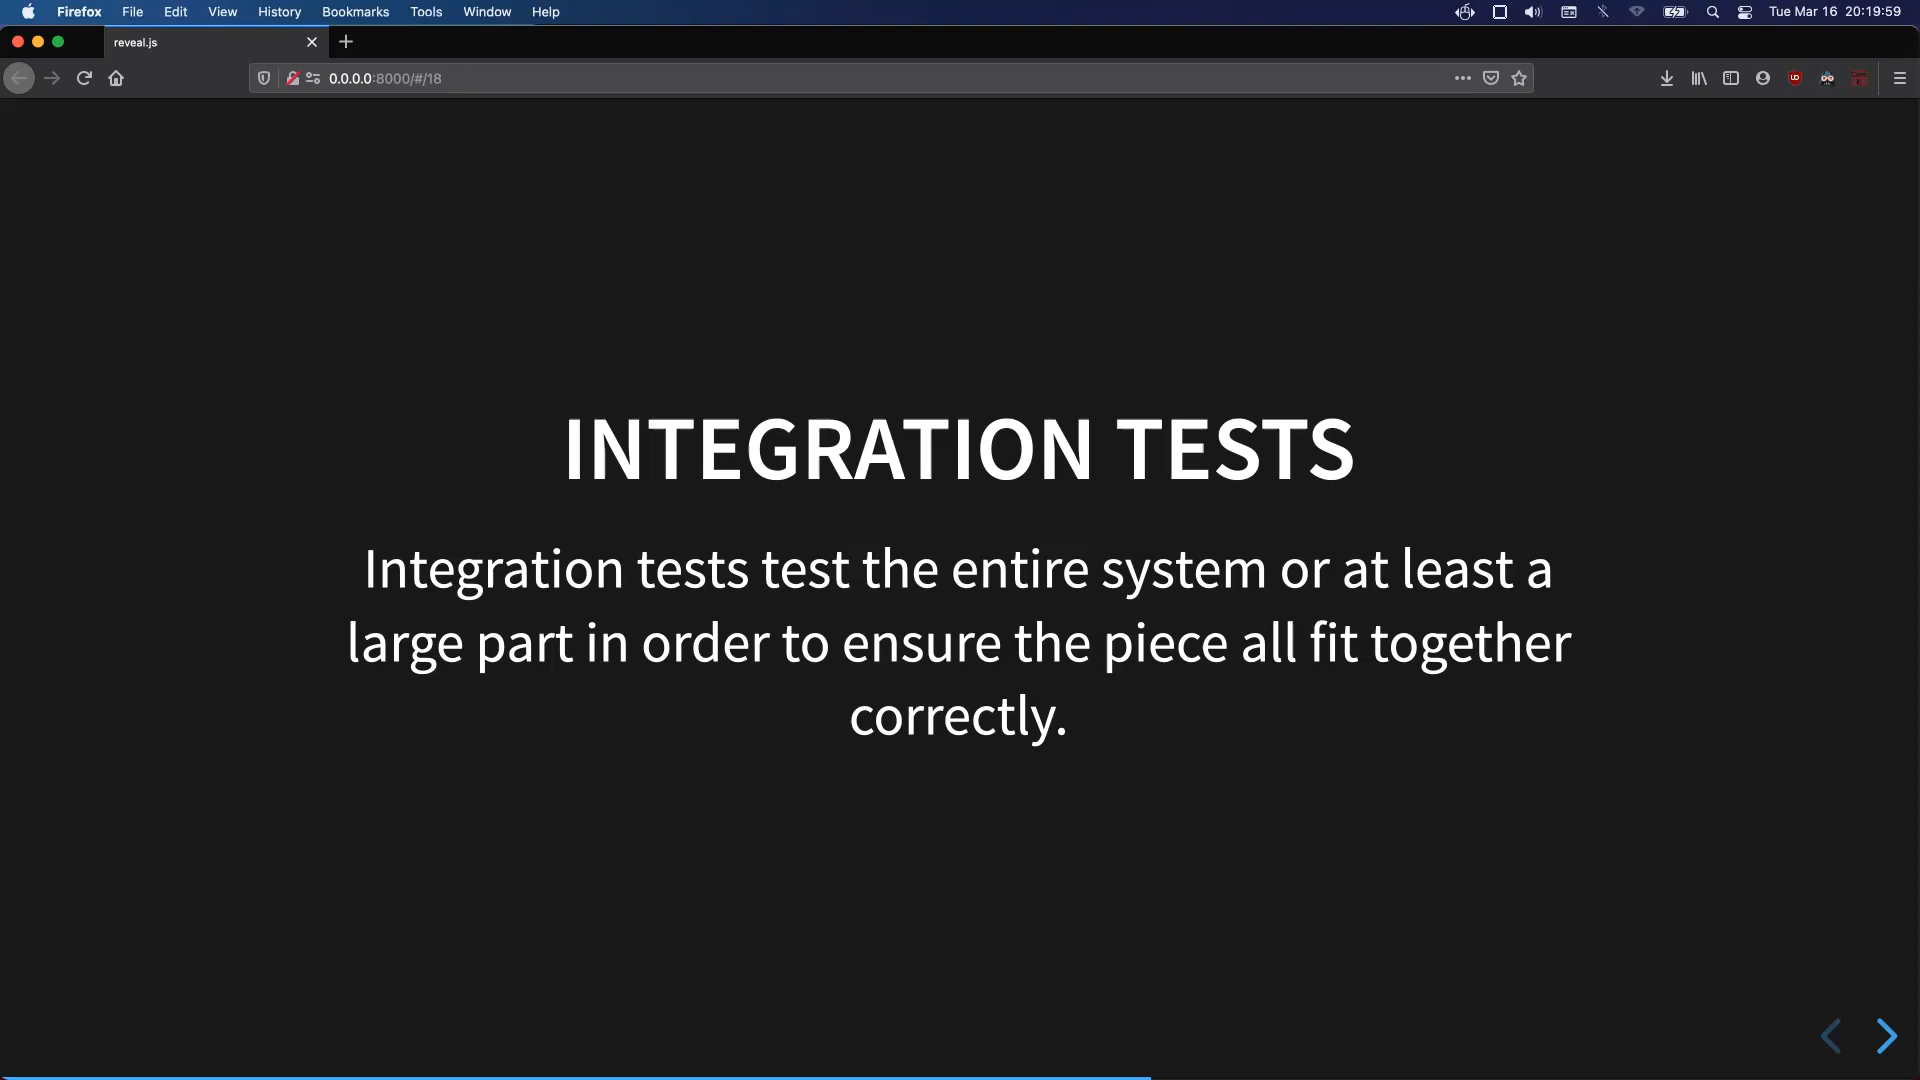 Firefox File Edit View History Bookmarks Tools Window Help Tue Mar 16 20:19:59
reveal.js
0.0.0.0:8000/#/18
INTEGRATION TESTS
Integration tests test the entire system or at least a
large part in order to ensure the piece all fit together
correctly.